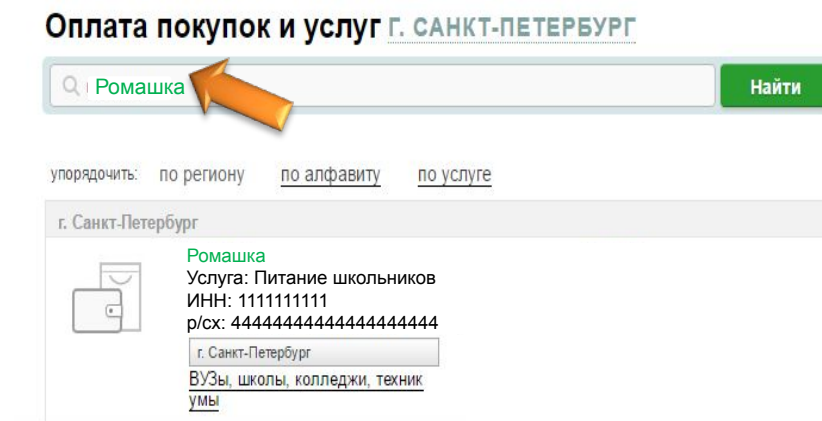 Оплата покупок и услуг Г. САНКТ-ПЕТЕРБУРГ
Ромашка
Найти
упорядочить: по региону по алфавиту по услуге
г. Санкт-Петербург
Ромашка
Услуга: Питание школьников
ИНН: 1111111111
р/сх: 44444444444444444444
г. Санкт-Петербург
ВУЗы, школы, колледжи, техник
умы